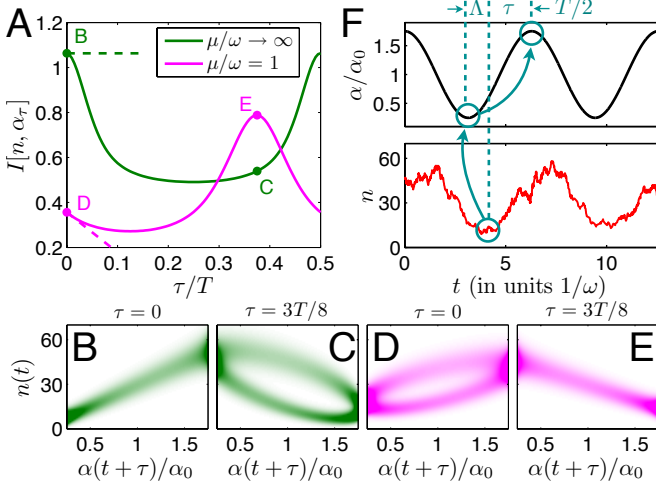 A
I[n, α_τ]
1.2
1
0.8
0.6
0.4
0.2
B
μ/ω → ∞
μ/ω = 1
E
C
D
0 0.1 0.2 0.3 0.4 0.5
τ/T
F
Λ τ T/2
α/α₀
1.5
0.5
n
60
30
0
0 5 10
t (in units 1/ω)
τ = 0 τ = 3T/8 τ = 0 τ = 3T/8
B C D E
n(t)
60
30
0
0.5 1 1.5 0.5 1 1.5 0.5 1 1.5 0.5 1 1.5
α(t + τ)/α₀ α(t + τ)/α₀ α(t + τ)/α₀ α(t + τ)/α₀